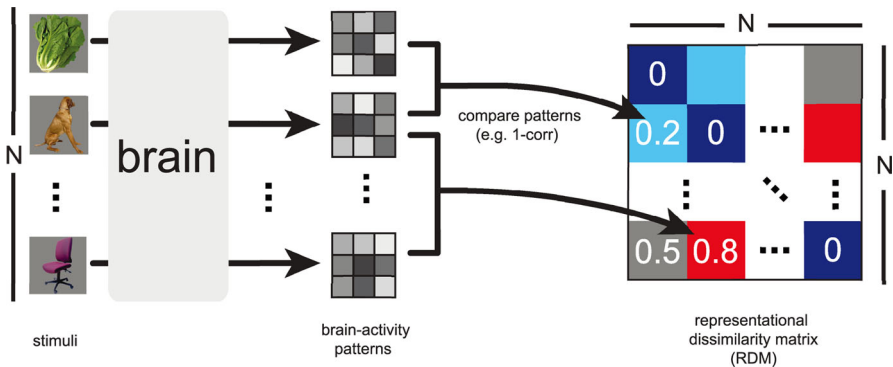 N
brain
stimuli
brain-activity
patterns
compare patterns
(e.g. 1-corr)
N
0
0.2 0
0.5 0.8 0
N
representational
dissimilarity matrix
(RDM)